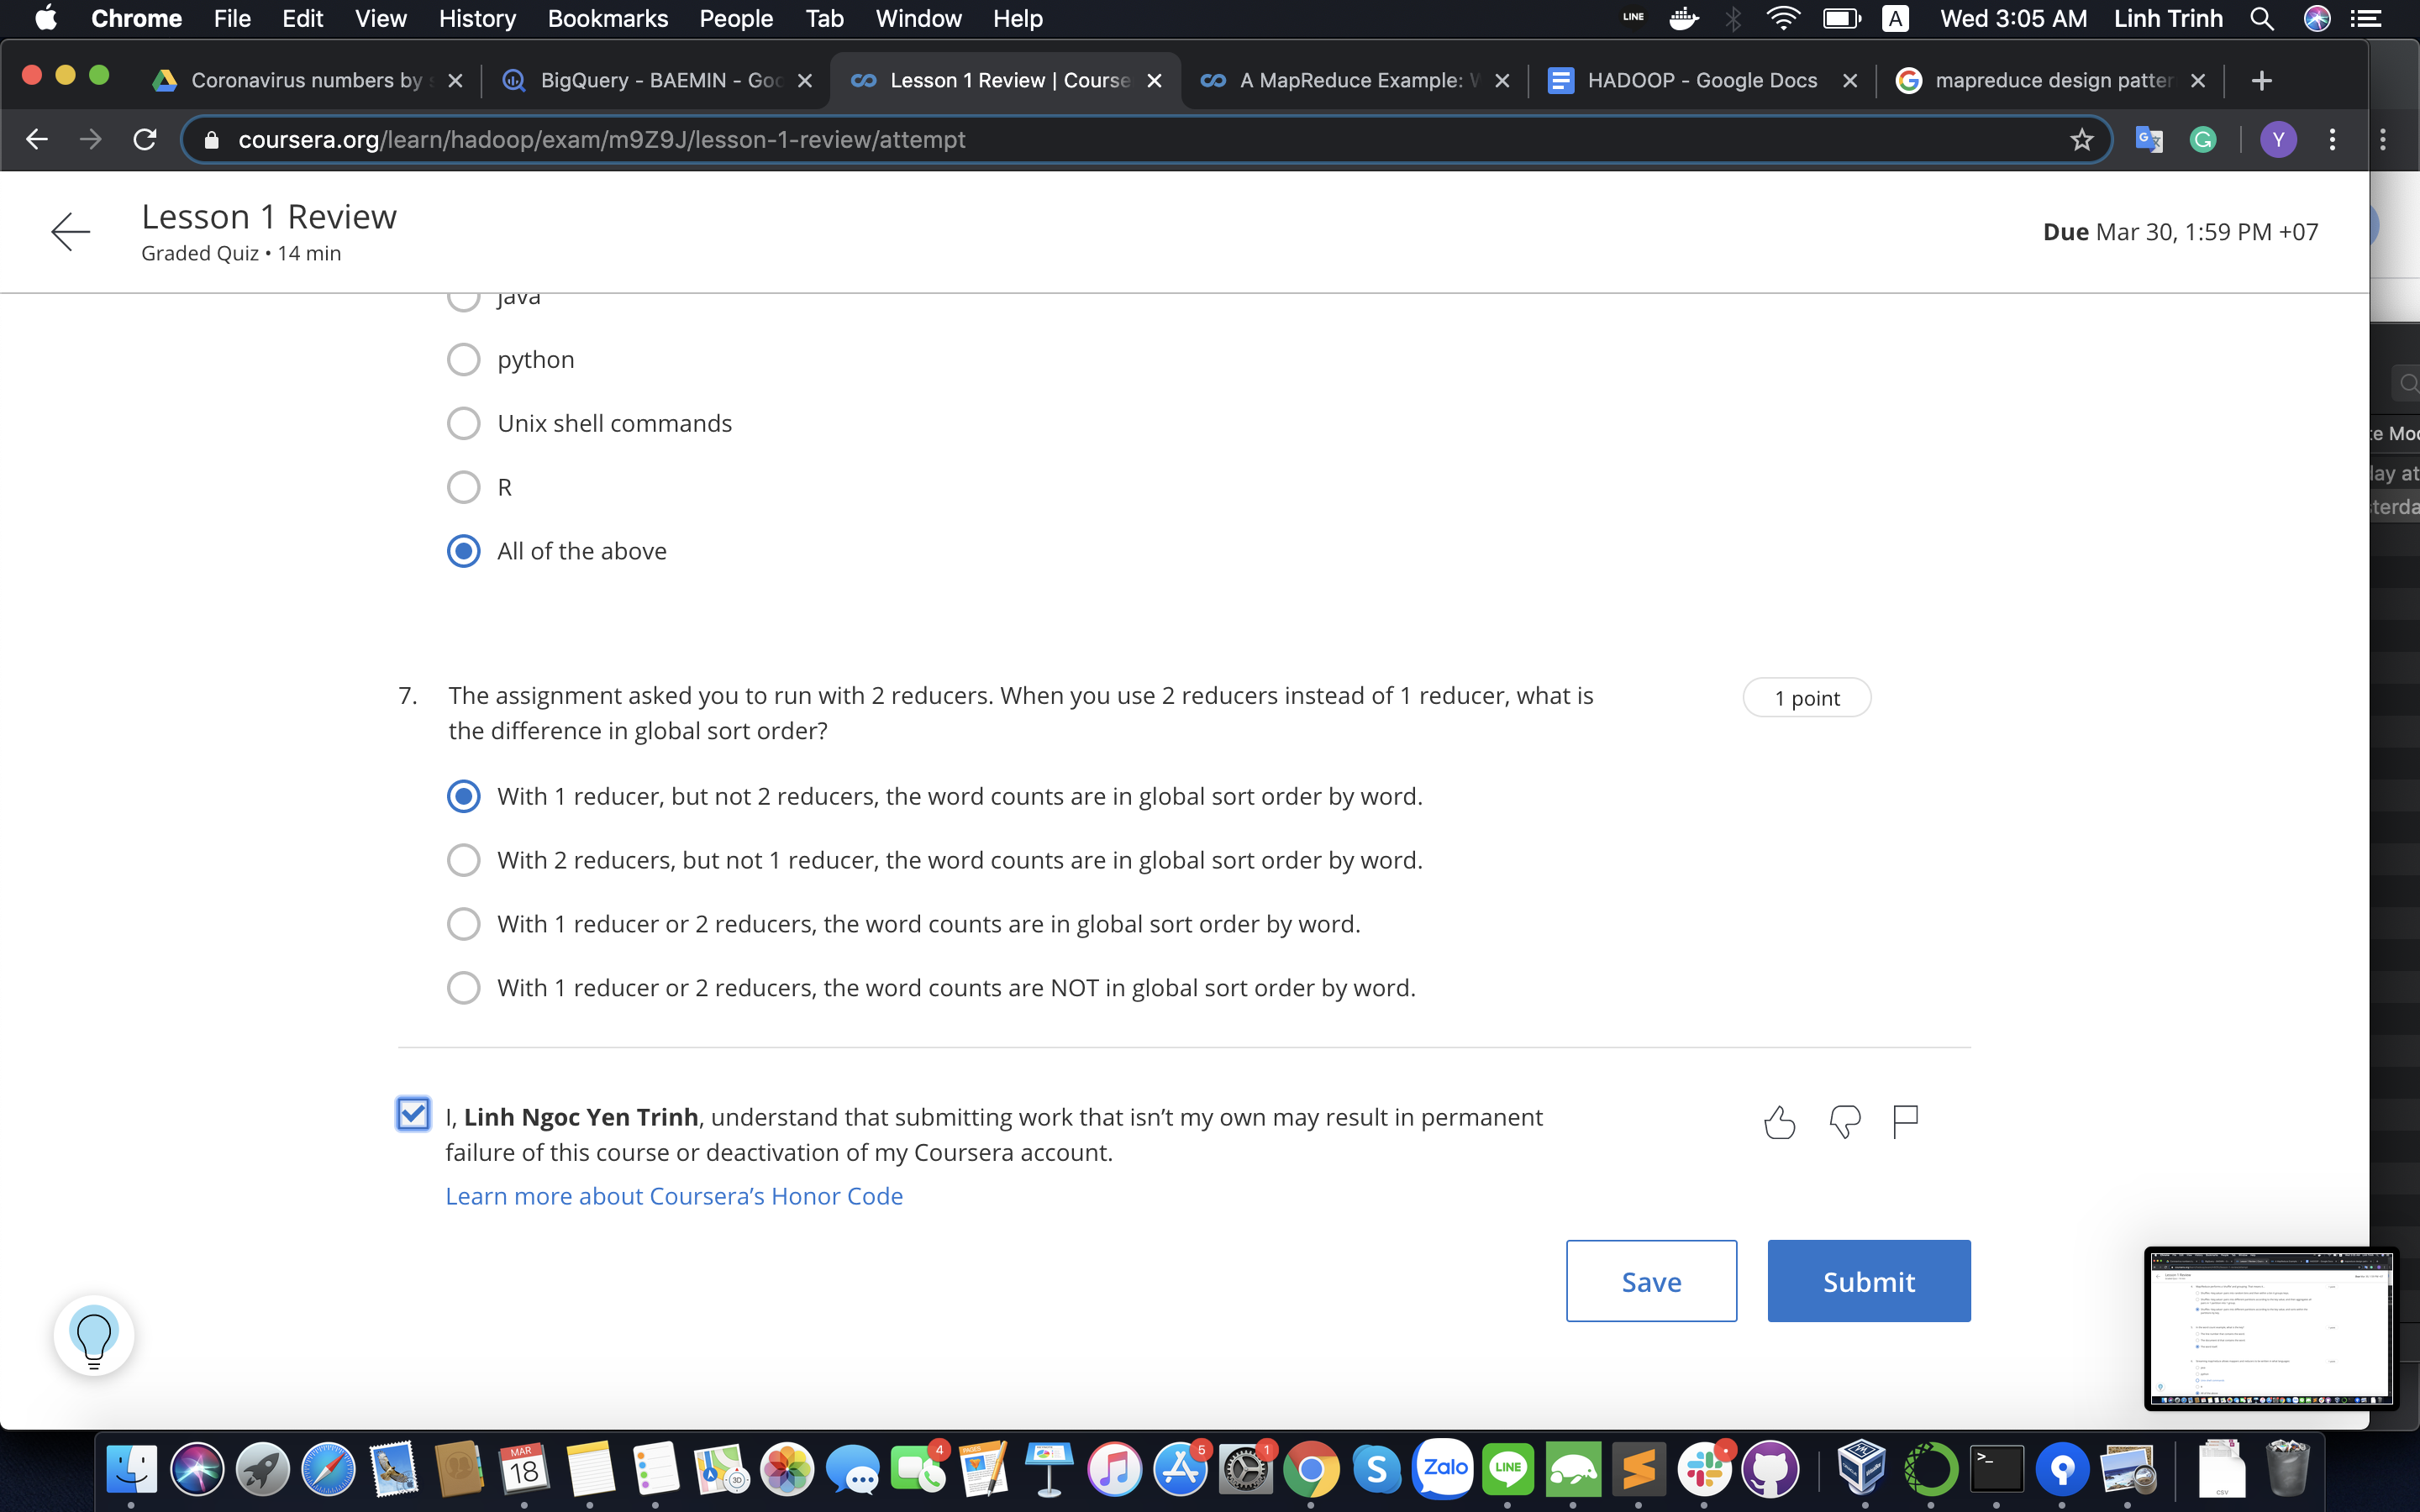 Chrome File Edit View History Bookmarks People Tab Window Help LINE A Wed 3:05 AM Linh Trinh
Coronavirus numbers by BigQuery - BAEMIN - Goo Lesson 1 Review | Course A MapReduce Example: HADOOP - Google Docs mapreduce design patter
coursera.org/learn/hadoop/exam/m9Z9J/lesson-1-review/attempt Y
Lesson 1 Review
Graded Quiz • 14 min
Due Mar 30, 1:59 PM +07
java
python
Unix shell commands
R
All of the above
7. The assignment asked you to run with 2 reducers. When you use 2 reducers instead of 1 reducer, what is
the difference in global sort order?
1 point
With 1 reducer, but not 2 reducers, the word counts are in global sort order by word.
With 2 reducers, but not 1 reducer, the word counts are in global sort order by word.
With 1 reducer or 2 reducers, the word counts are in global sort order by word.
With 1 reducer or 2 reducers, the word counts are NOT in global sort order by word.
I, Linh Ngoc Yen Trinh, understand that submitting work that isn't my own may result in permanent
failure of this course or deactivation of my Coursera account.
Learn more about Coursera's Honor Code
Save Submit
MAR
18
4
PAGES
5
1
Zalo
LINE
CSV